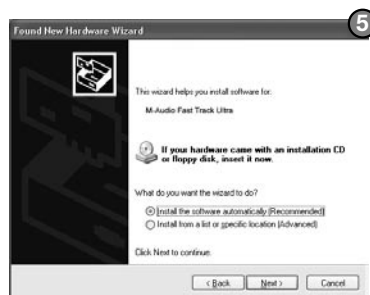 5
Found New Hardware Wizard
This wizard helps you install software for:
M-Audio Fast Track Ultra
If your hardware came with an installation CD
or floppy disk, insert it now.
What do you want the wizard to do?
Install the software automatically (Recommended)
Install from a list or specific location (Advanced)
Click Next to continue.
< Back
Next >
Cancel